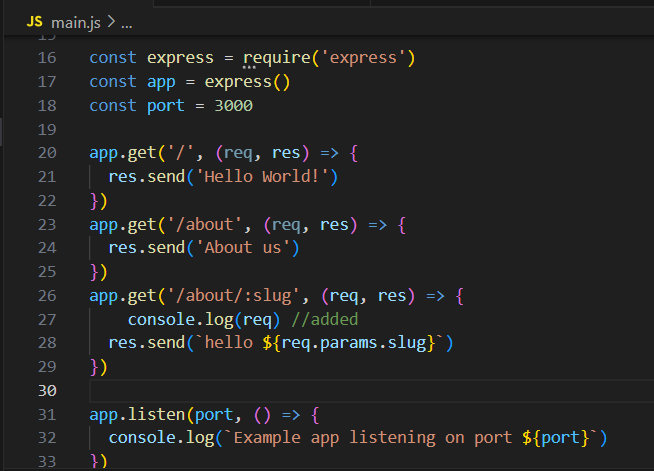 JS main.js > ...
15
16 const express = require('express')
17 const app = express()
18 const port = 3000
19
20 app.get('/', (req, res) => {
21   res.send('Hello World!')
22 })
23 app.get('/about', (req, res) => {
24   res.send('About us')
25 })
26 app.get('/about/:slug', (req, res) => {
27     console.log(req) //added
28   res.send(`hello ${req.params.slug}`)
29 })
30
31 app.listen(port, () => {
32   console.log(`Example app listening on port ${port}`)
33 })